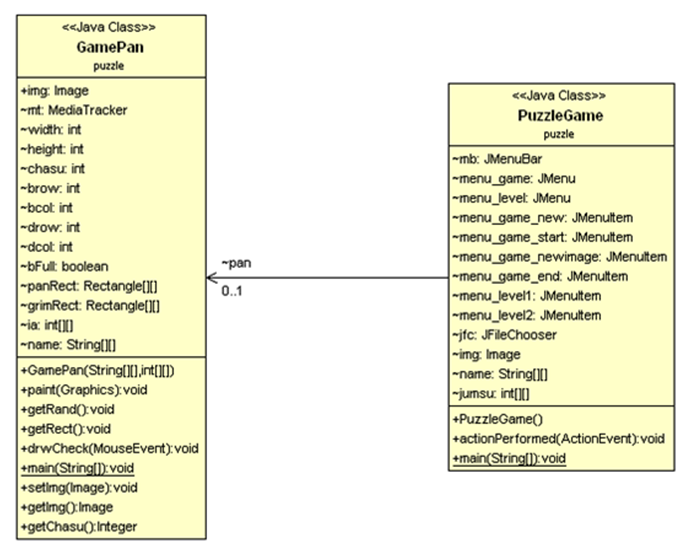 <<Java Class>>
GamePan
puzzle
+img: Image
~mt: MediaTracker
~width: int
~height: int
~chasu: int
~brow: int
~bcol: int
~drow: int
~dcol: int
~bFull: boolean
~panRect: Rectangle[][]
~grimRect: Rectangle[][]
~ia: int[][]
~name: String[][]
+GamePan(String[][],int[][])
+paint(Graphics):void
+getRand():void
+getRect():void
+drwCheck(MouseEvent):void
+main(String[]):void
+setImg(Image):void
+getImg():Image
+getChasu():Integer
~pan
0..1
<<Java Class>>
PuzzleGame
puzzle
~mb: JMenuBar
~menu_game: JMenu
~menu_level: JMenu
~menu_game_new: JMenuItem
~menu_game_start: JMenuItem
~menu_game_newimage: JMenuItem
~menu_game_end: JMenuItem
~menu_level1: JMenuItem
~menu_level2: JMenuItem
~jfc: JFileChooser
~img: Image
~name: String[][]
~jumsu: int[][]
+PuzzleGame()
+actionPerformed(ActionEvent):void
+main(String[]):void